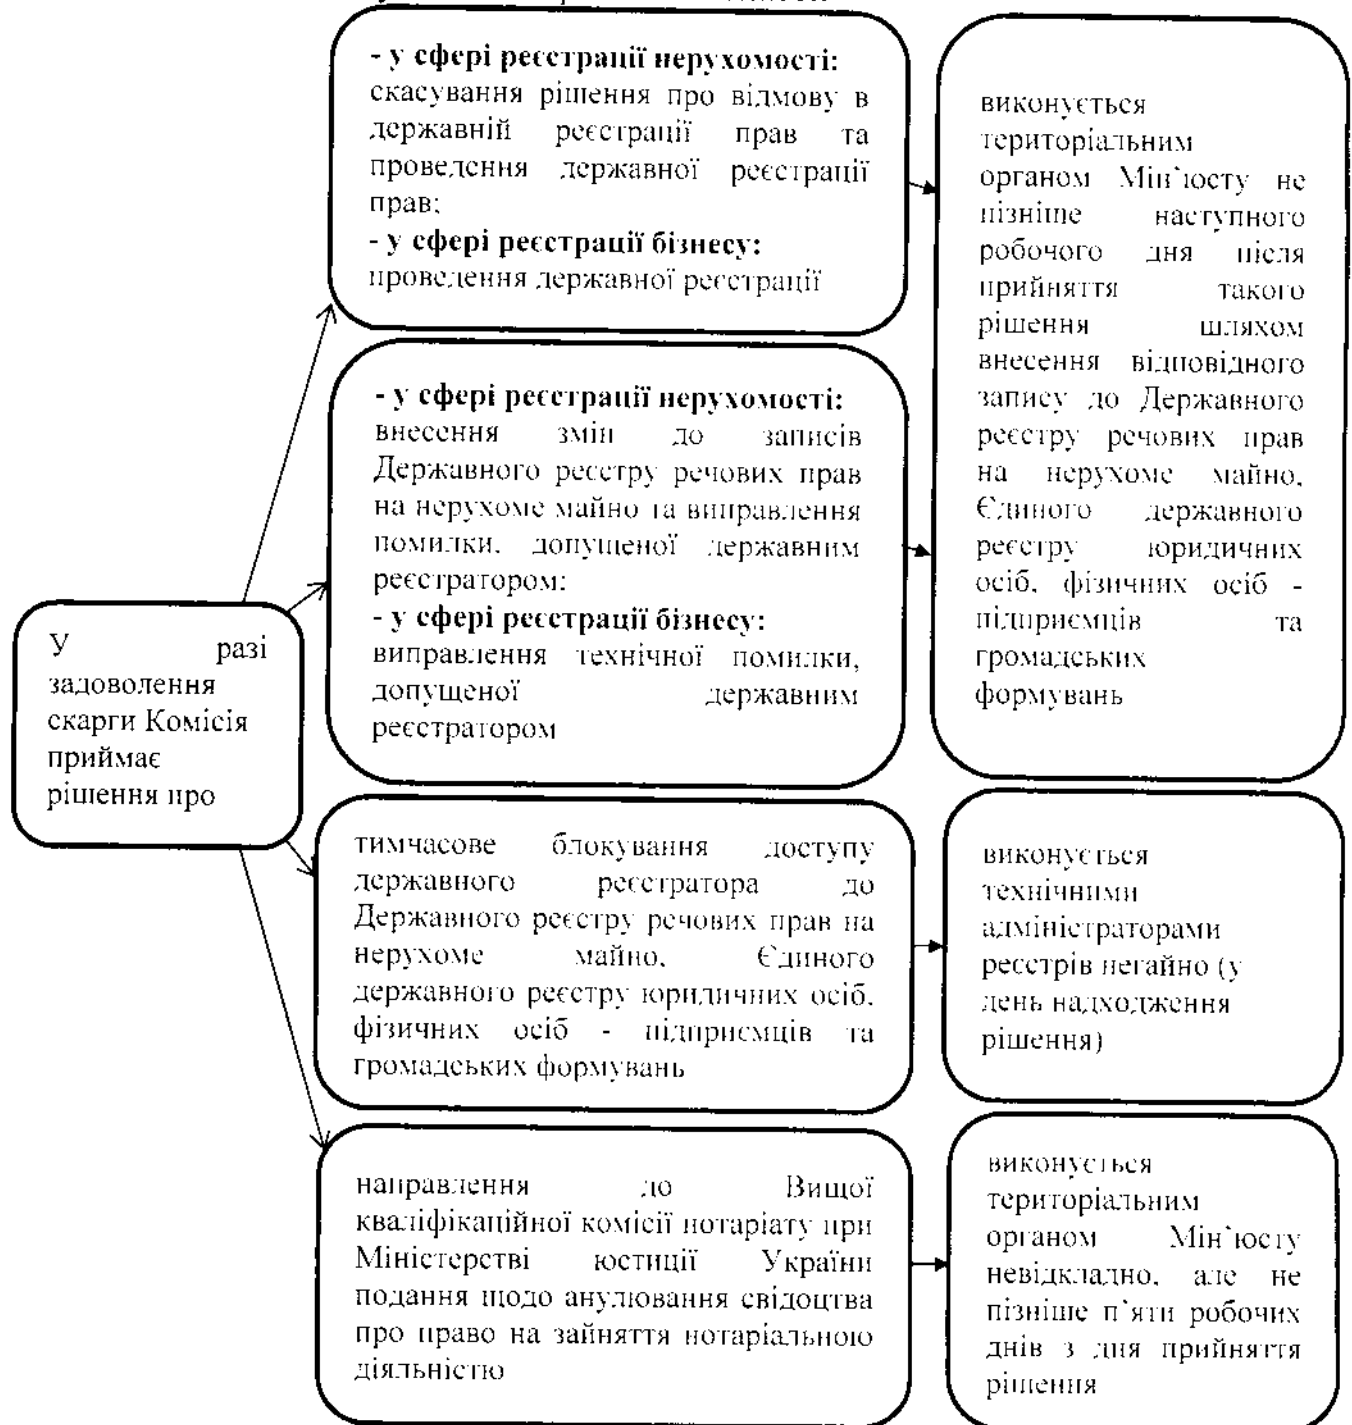 - у сфері реєстрації нерухомості:
скасування рішення про відмову в
державній реєстрації прав та
проведення державної реєстрації
прав;
- у сфері реєстрації бізнесу:
проведення державної реєстрації
виконується
територіальним
органом Мін`юсту не
пізніше наступного
робочого дня після
прийняття такого
рішення шляхом
внесення відповідного
запису до Державного
реєстру речових прав
на нерухоме майно,
Єдиного державного
реєстру юридичних
осіб, фізичних осіб -
підприємців та
громадських
формувань
- у сфері реєстрації нерухомості:
внесення змін до записів
Державного реєстру речових прав
на нерухоме майно та виправлення
помилки, допущеної державним
реєстратором;
- у сфері реєстрації бізнесу:
виправлення технічної помилки,
допущеної державним
реєстратором
У разі
задоволення
скарги Комісія
приймає
рішення про
тимчасове блокування доступу
державного реєстратора до
Державного реєстру речових прав на
нерухоме майно, Єдиного
державного реєстру юридичних осіб,
фізичних осіб - підприємців та
громадських формувань
виконується
технічними
адміністраторами
реєстрів негайно (у
день надходження
рішення)
направлення до Вищої
кваліфікаційної комісії нотаріату при
Міністерстві юстиції України
подання щодо анулювання свідоцтва
про право на зайняття нотаріальною
діяльністю
виконується
територіальним
органом Мін`юсту
невідкладно, але не
пізніше п`яти робочих
днів з дня прийняття
рішення